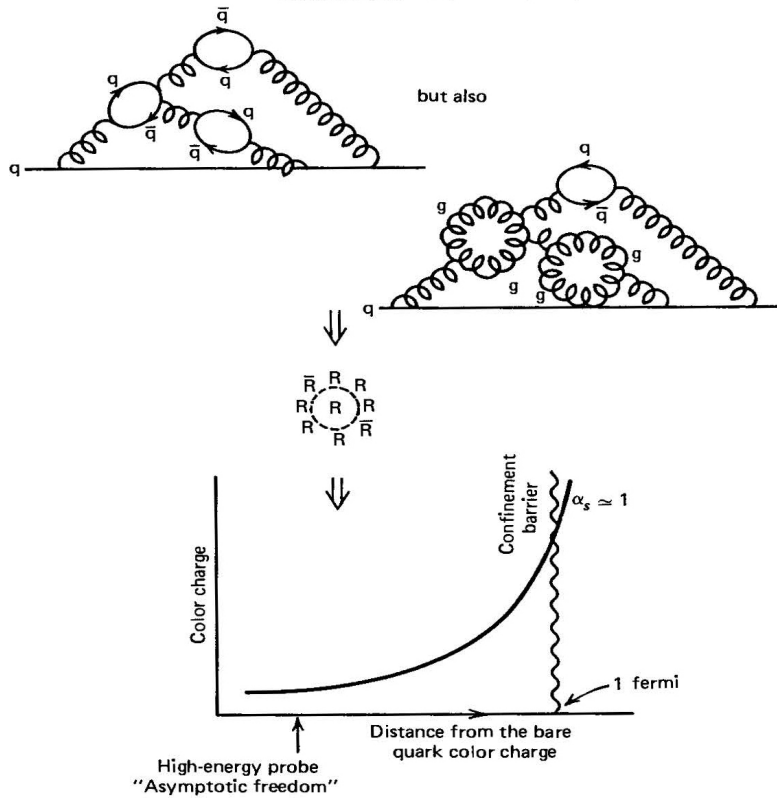 q̄
q
q
q̄
q
q̄
q
but also
q
g
q̄
g
g
g
q
R̄ R R
R R R
R R R̄
Color charge
Confinement
barrier
αₛ ≃ 1
1 fermi
Distance from the bare
quark color charge
High-energy probe
"Asymptotic freedom"